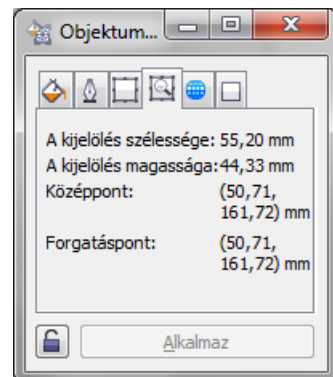 Objektum...
A kijelölés szélessége: 55,20 mm
A kijelölés magassága: 44,33 mm
Középpont: (50,71,
161,72) mm
Forgatáspont: (50,71,
161,72) mm
Alkalmaz